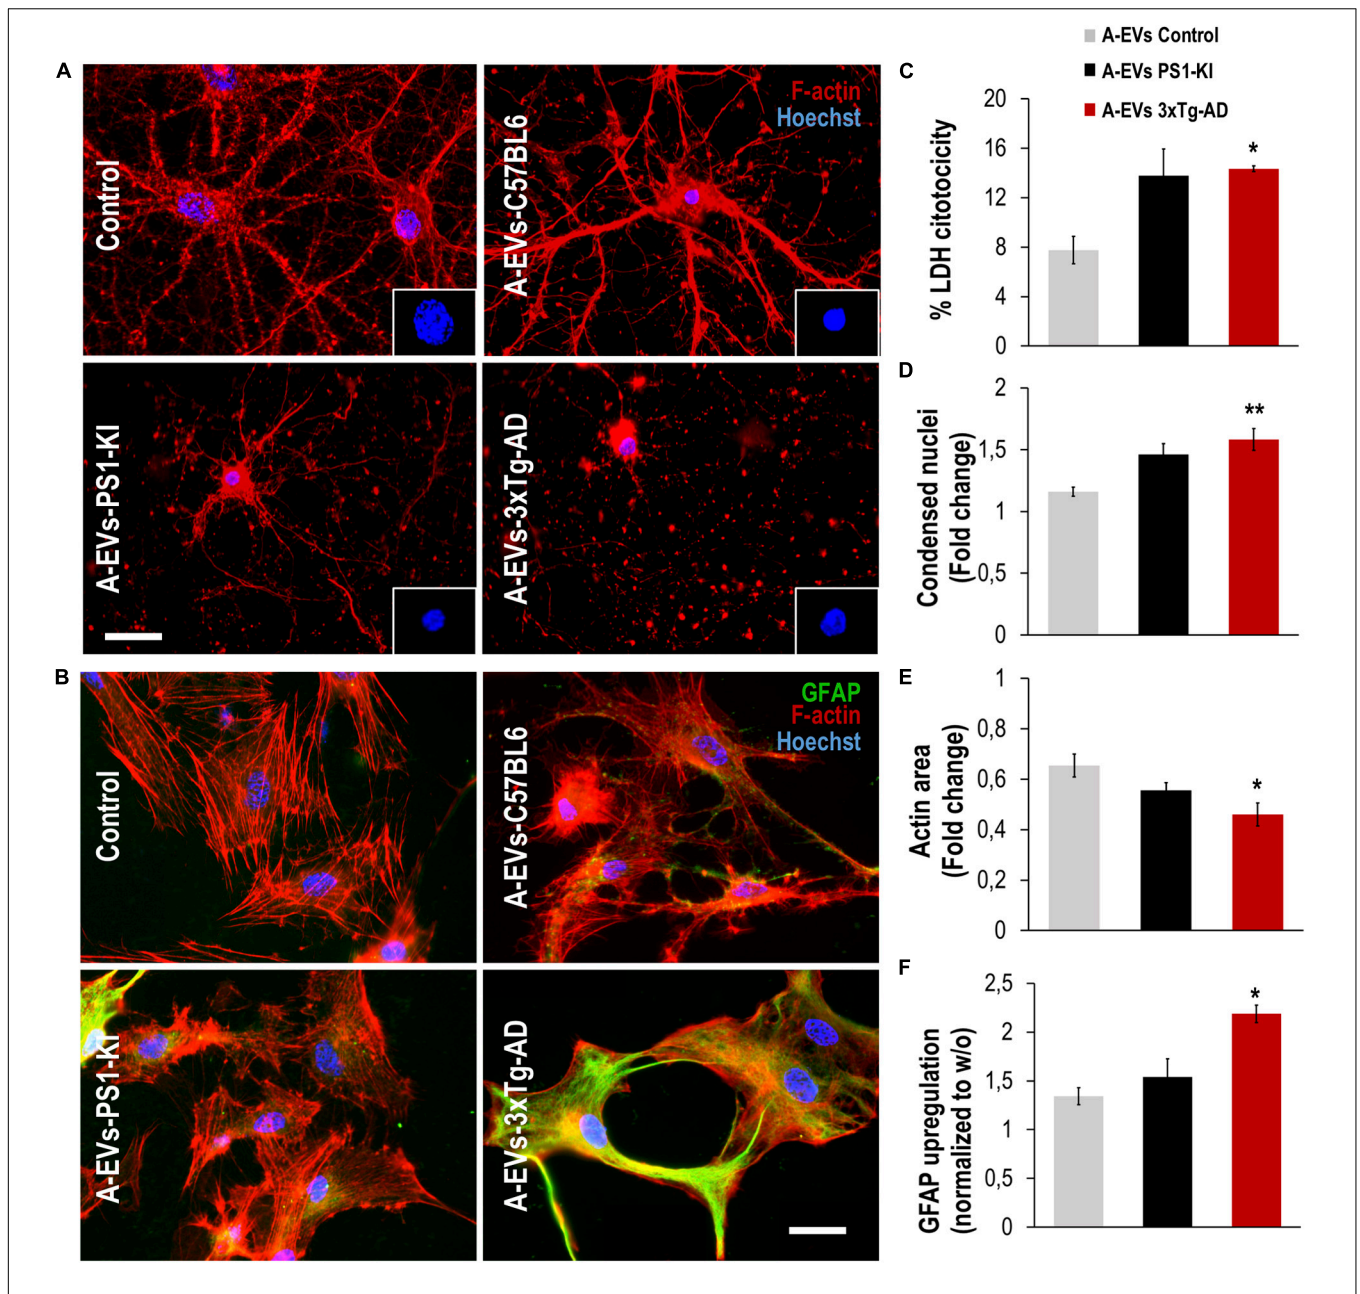 A-EVs Control
A-EVs PS1-KI
A-EVs 3xTg-AD
A
Control
A-EVs-C57BL6
F-actin
Hoechst
A-EVs-PS1-KI
A-EVs-3xTg-AD
B
Control
A-EVs-C57BL6
GFAP
F-actin
Hoechst
A-EVs-PS1-KI
A-EVs-3xTg-AD
C
% LDH citotocicity
20
16
12
8
4
0
*
D
Condensed nuclei
(Fold change)
2
1,5
1
0,5
0
**
E
Actin area
(Fold change)
1
0,8
0,6
0,4
0,2
0
*
F
GFAP upregulation
(normalized to w/o)
2,5
2
1,5
1
0,5
0
*